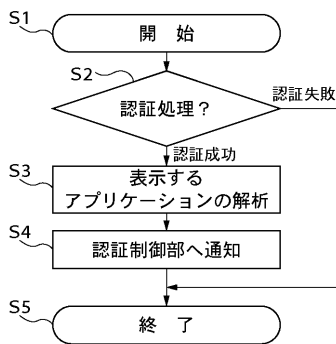 S1
開 始
S2
認証処理？
認証失敗
認証成功
S3
表示する
アプリケーションの解析
S4
認証制御部へ通知
S5
終 了